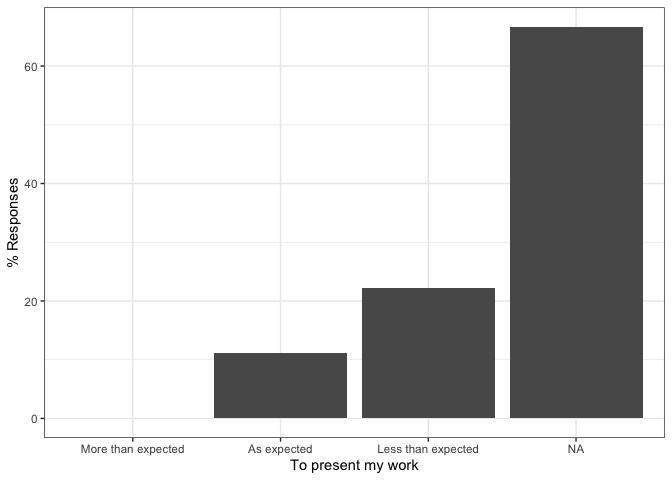 % Responses
60
40
20
0
More than expected As expected Less than expected NA
To present my work